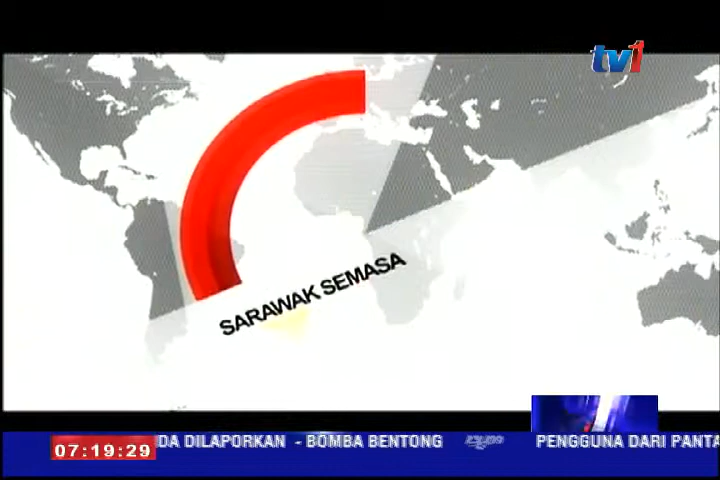 tv1
SARAWAK SEMASA
07:19:29 DA DILAPORKAN - BOMBA BENTONG PENGGUNA DARI PANTA